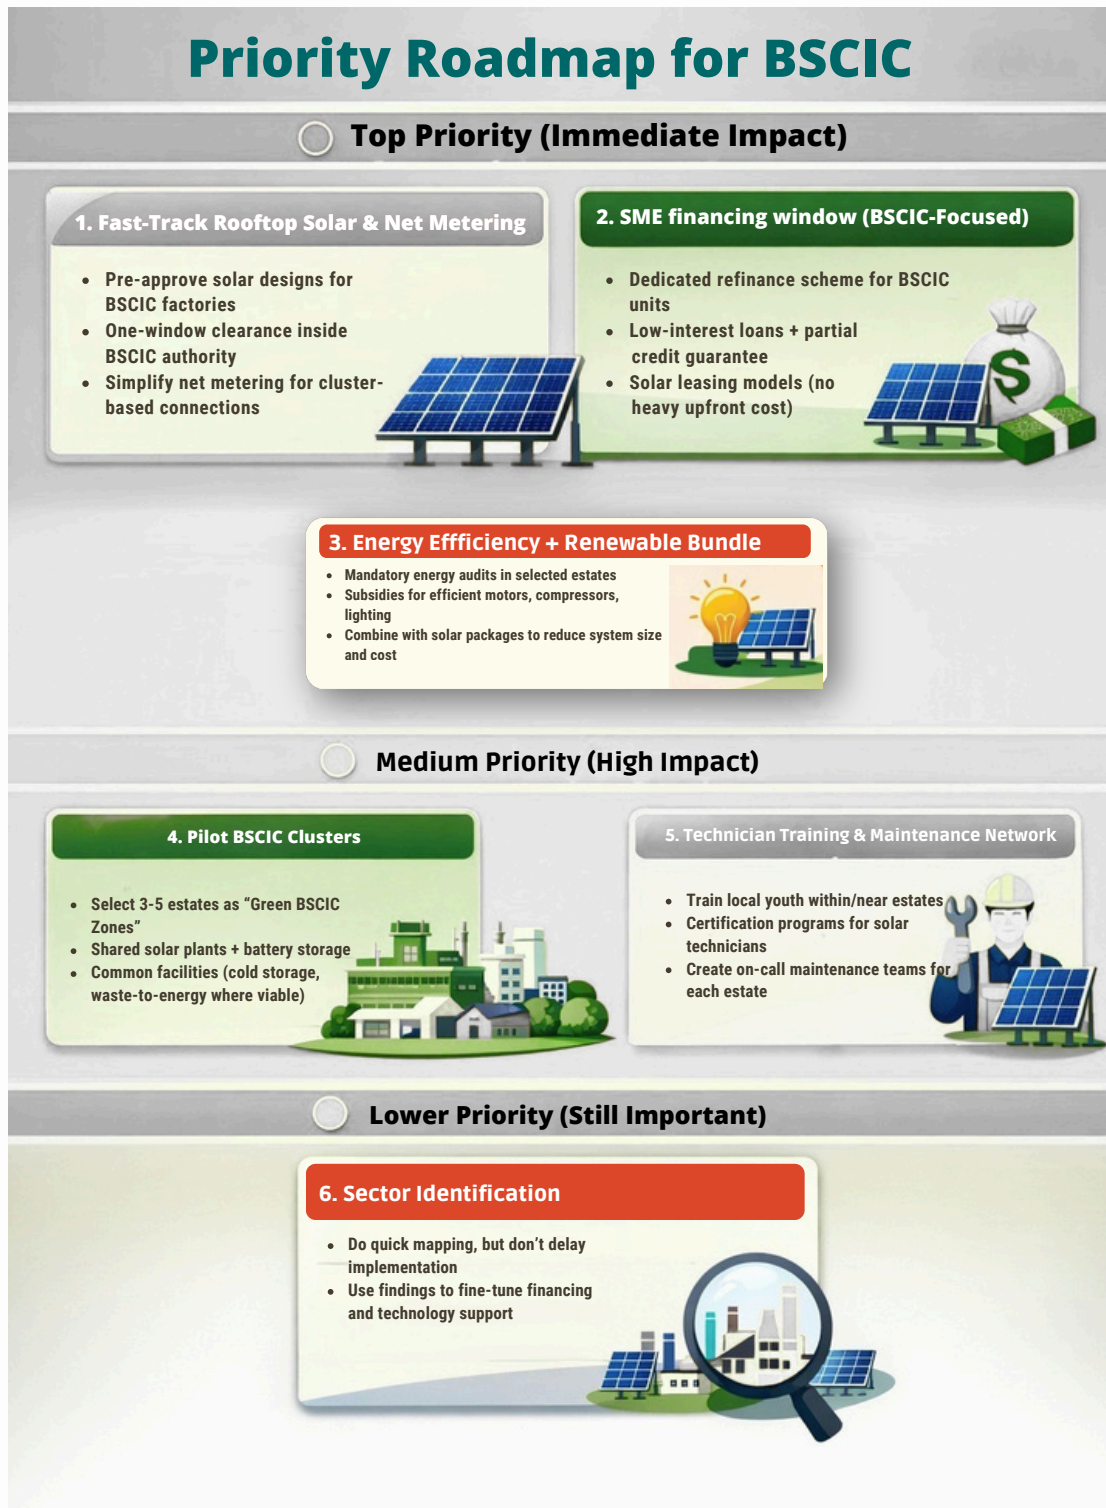 Priority Roadmap for BSCIC
Top Priority (Immediate Impact)
1. Fast-Track Rooftop Solar & Net Metering
• Pre-approve solar designs for
BSCIC factories
• One-window clearance inside
BSCIC authority
• Simplify net metering for cluster-
based connections
2. SME financing window (BSCIC-Focused)
• Dedicated refinance scheme for BSCIC
units
• Low-interest loans + partial
credit guarantee
• Solar leasing models (no
heavy upfront cost)
$
3. Energy Effficiency + Renewable Bundle
• Mandatory energy audits in selected estates
• Subsidies for efficient motors, compressors,
lighting
• Combine with solar packages to reduce system size
and cost
Medium Priority (High Impact)
4. Pilot BSCIC Clusters
• Select 3-5 estates as “Green BSCIC
Zones”
• Shared solar plants + battery storage
• Common facilities (cold storage,
waste-to-energy where viable)
5. Technician Training & Maintenance Network
• Train local youth within/near estates
• Certification programs for solar
technicians
• Create on-call maintenance teams for
each estate
Lower Priority (Still Important)
6. Sector Identification
• Do quick mapping, but don’t delay
implementation
• Use findings to fine-tune financing
and technology support